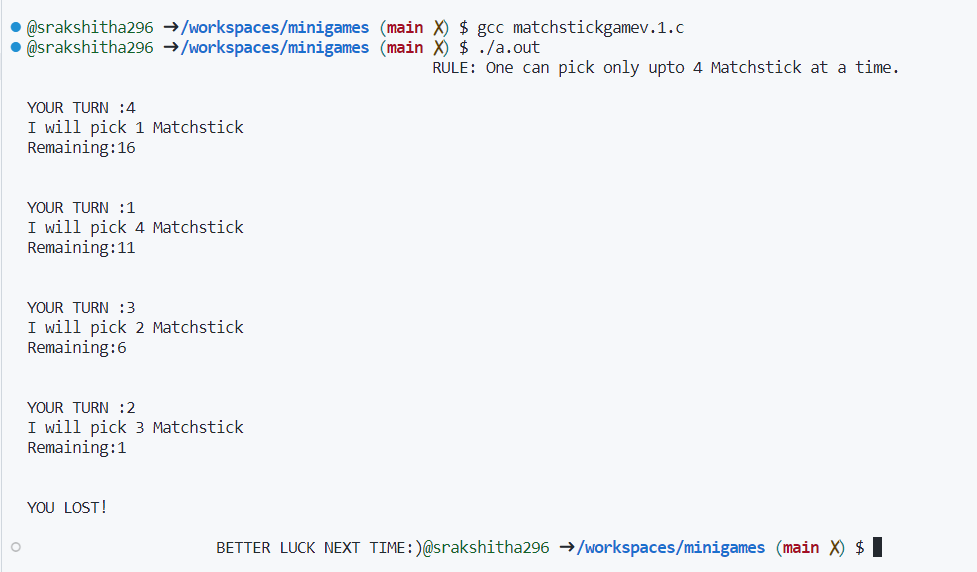 @srakshitha296 ➜/workspaces/minigames (main ✗) $ gcc matchstickgamev.1.c
@srakshitha296 ➜/workspaces/minigames (main ✗) $ ./a.out
RULE: One can pick only upto 4 Matchstick at a time.
YOUR TURN :4
I will pick 1 Matchstick
Remaining:16
YOUR TURN :1
I will pick 4 Matchstick
Remaining:11
YOUR TURN :3
I will pick 2 Matchstick
Remaining:6
YOUR TURN :2
I will pick 3 Matchstick
Remaining:1
YOU LOST!
BETTER LUCK NEXT TIME:)@srakshitha296 ➜/workspaces/minigames (main ✗) $